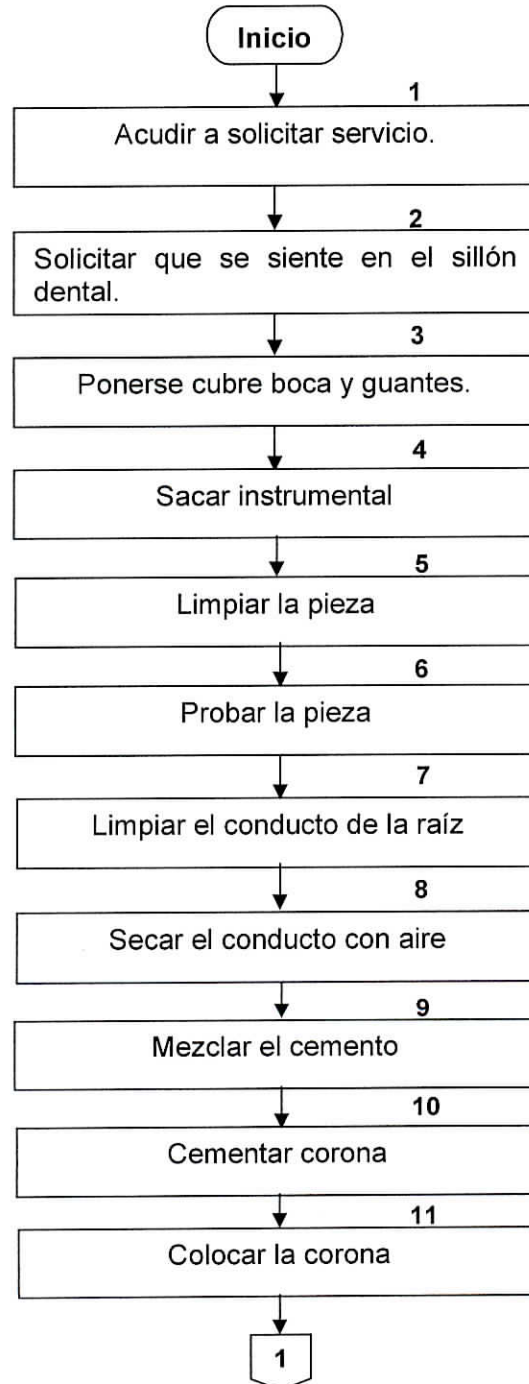 Inicio
1
Acudir a solicitar servicio.
2
Solicitar que se siente en el sillón
dental.
3
Ponerse cubre boca y guantes.
4
Sacar instrumental
5
Limpiar la pieza
6
Probar la pieza
7
Limpiar el conducto de la raíz
8
Secar el conducto con aire
9
Mezclar el cemento
10
Cementar corona
11
Colocar la corona
1